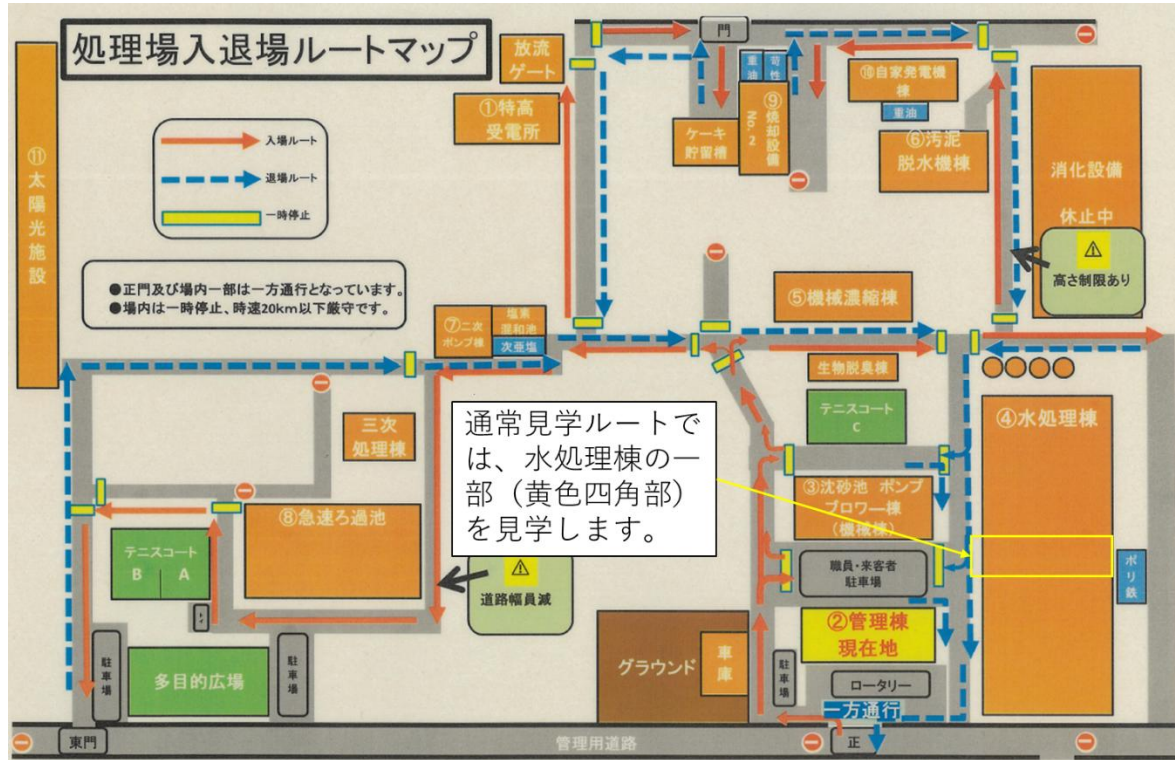 処理場入退場ルートマップ
放流
ゲート
門
重油
苛性
⑩自家発電機
棟
重油
①特高
受電所
ケーキ
貯留槽
⑨焼却設備
No.2
⑥汚泥
脱水機棟
消化設備
休止中
高さ制限あり
⑪太陽光施設
入場ルート
退場ルート
一時停止
●正門及び場内一部は一方通行となっています。
●場内は一時停止、時速20km以下厳守です。
⑦二次
ポンプ棟
塩素
混和池
次亜塩
⑤機械濃縮棟
生物脱臭棟
テニスコート
C
④水処理棟
三次
処理棟
通常見学ルートで
は、水処理棟の一
部（黄色四角部）
を見学します。
③沈砂池 ポンプ
ブロワー棟
（機械棟）
⑧急速ろ過池
テニスコート
B A
トイレ
道路幅員減
職員・来客者
駐車場
ポリ鉄
②管理棟
現在地
グラウンド
車庫
駐車場
ロータリー
一方通行
駐車場
多目的広場
駐車場
東門
管理用道路
正